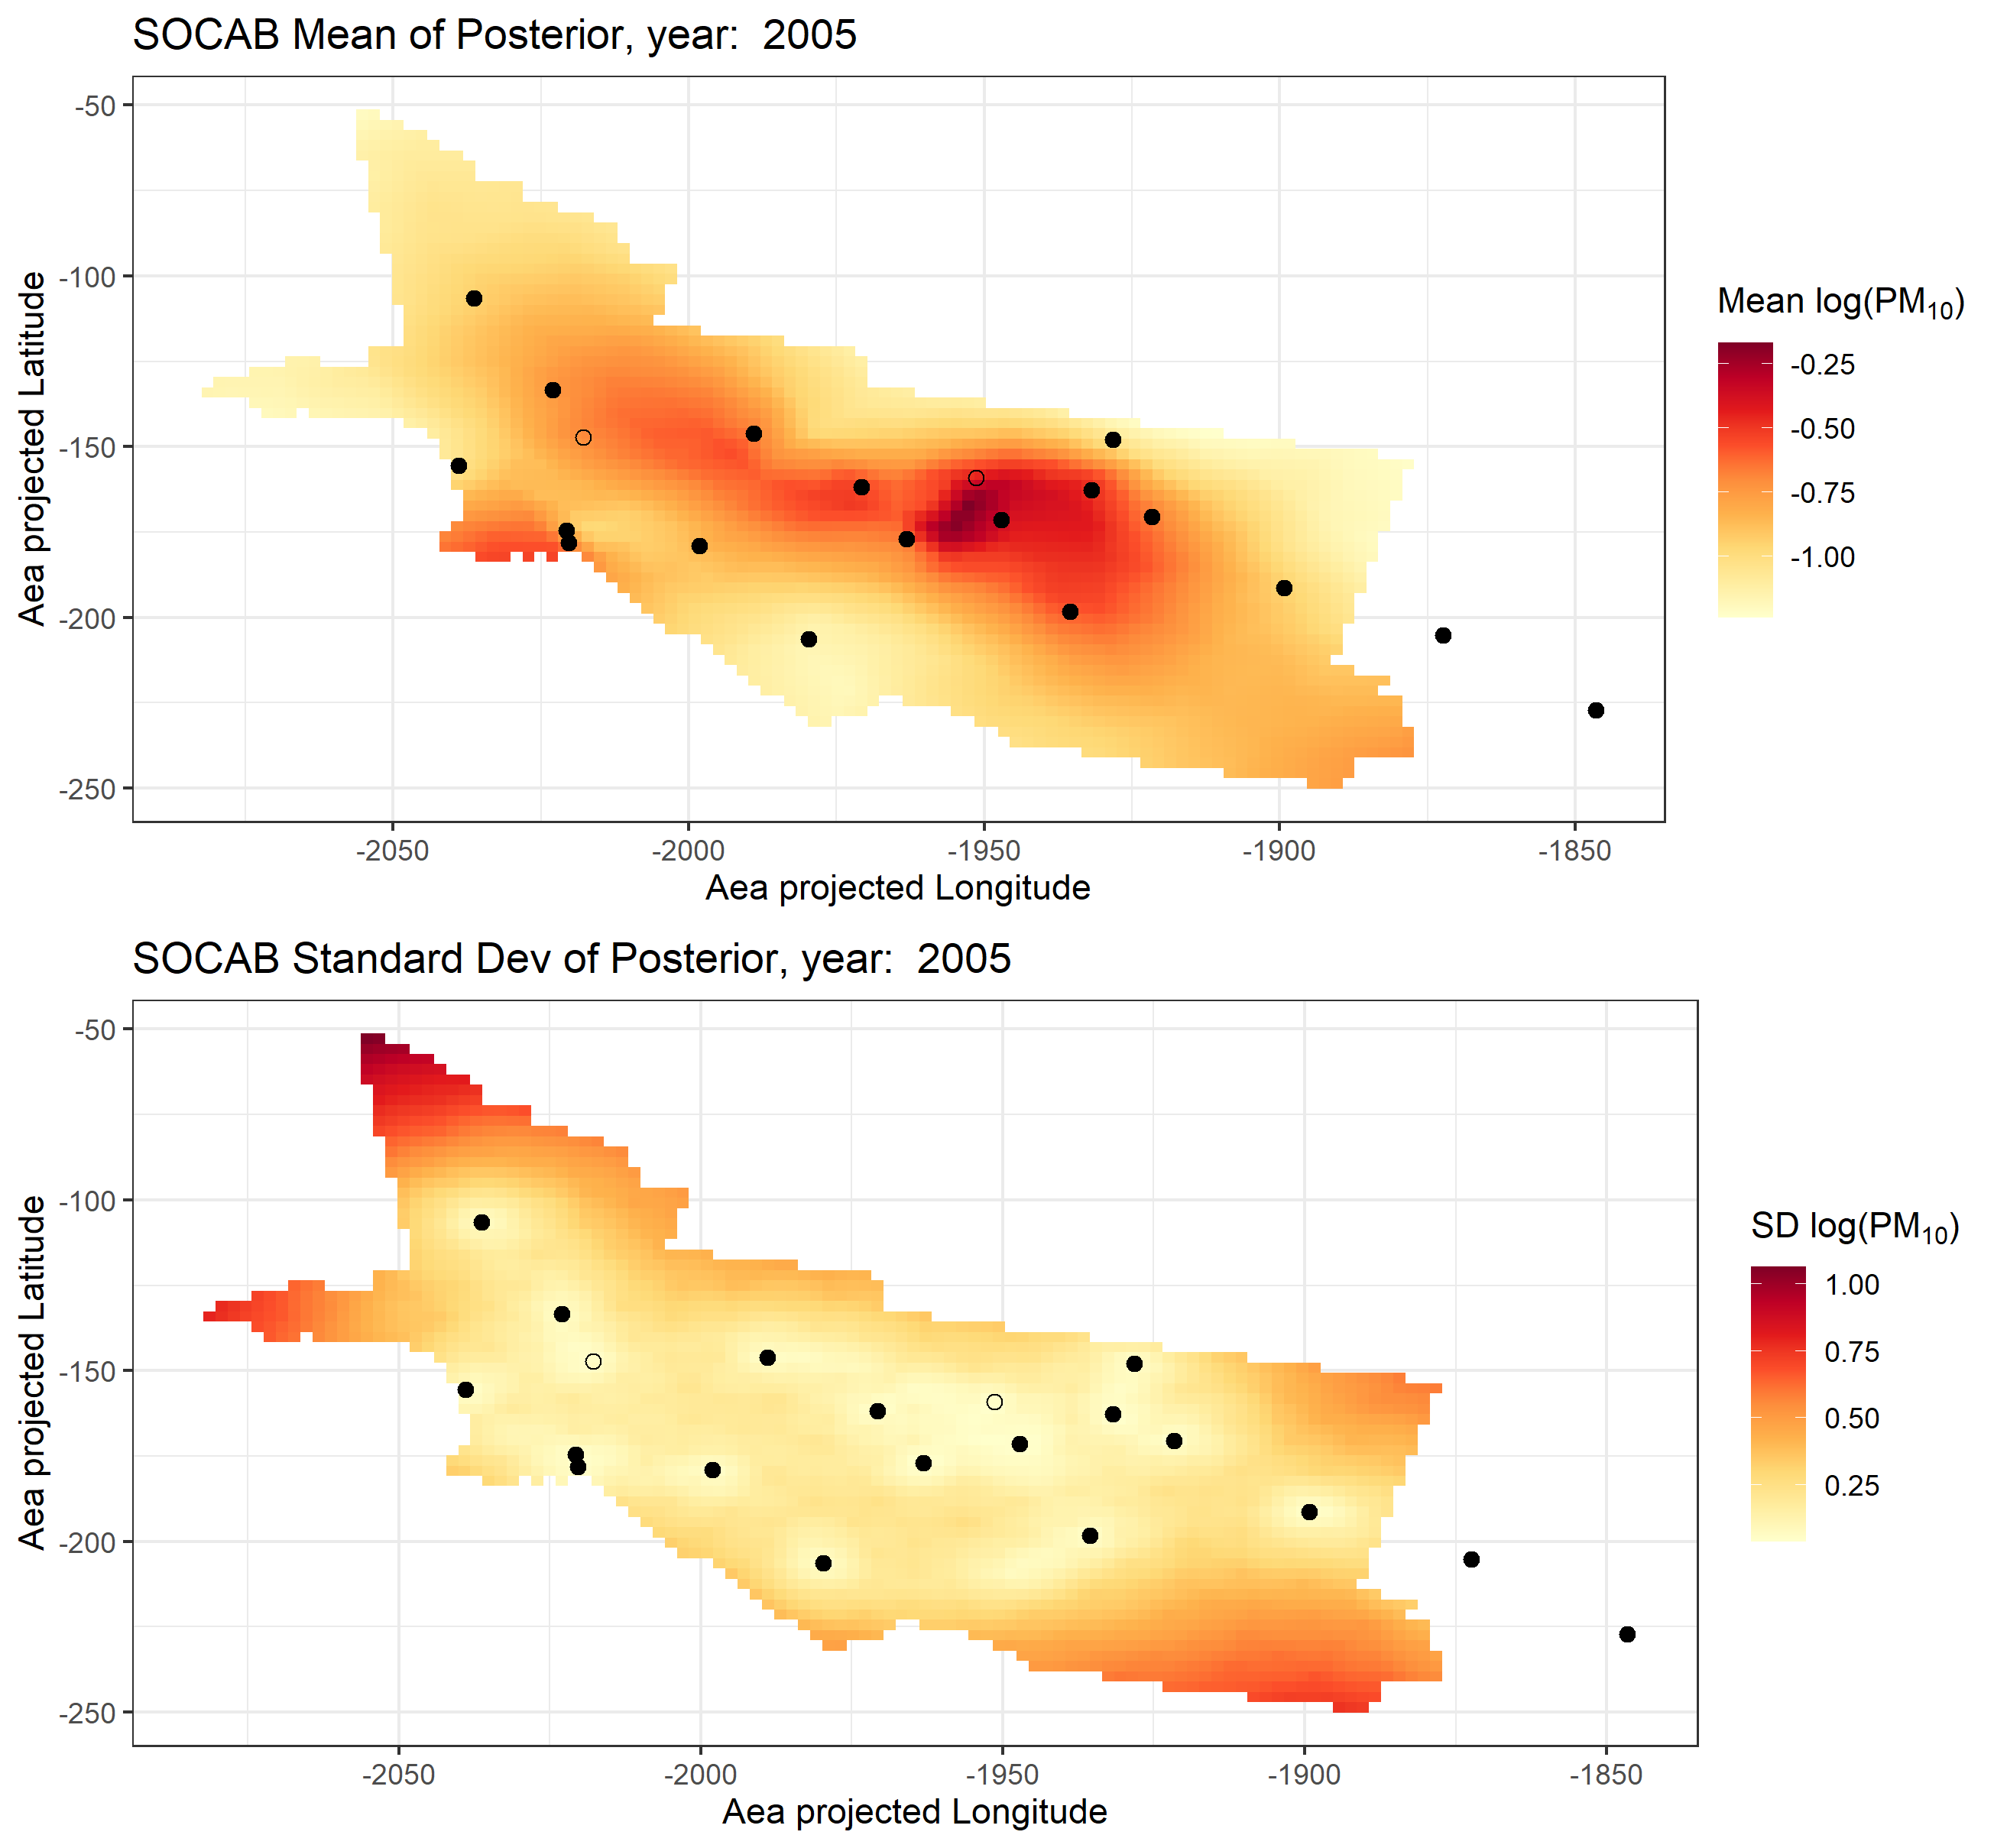 SOCAB Mean of Posterior, year:  2005
-50
-100
-150
-200
-250
Aea projected Latitude
-2050 -2000 -1950 -1900 -1850
Aea projected Longitude
Mean log(PM₁₀)
-0.25
-0.50
-0.75
-1.00
SOCAB Standard Dev of Posterior, year:  2005
-50
-100
-150
-200
-250
Aea projected Latitude
-2050 -2000 -1950 -1900 -1850
Aea projected Longitude
SD log(PM₁₀)
1.00
0.75
0.50
0.25